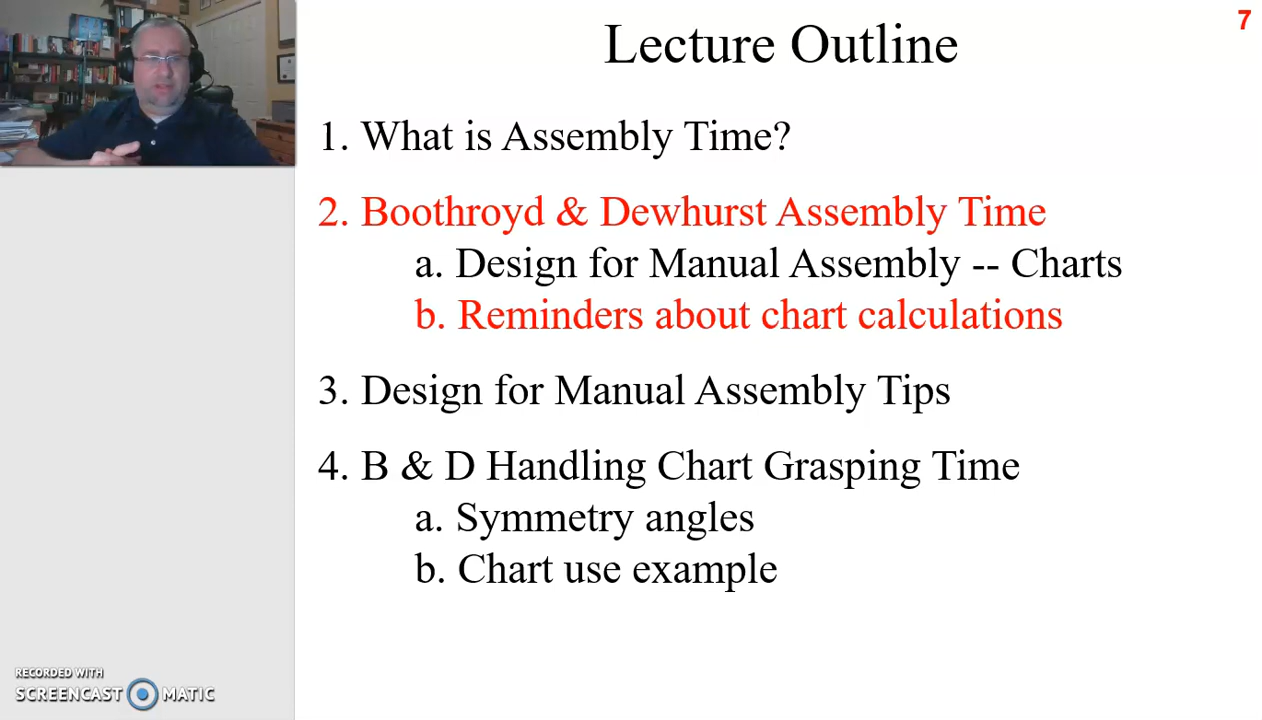 7
Lecture Outline
1. What is Assembly Time?
2. Boothroyd & Dewhurst Assembly Time
a. Design for Manual Assembly -- Charts
b. Reminders about chart calculations
3. Design for Manual Assembly Tips
4. B & D Handling Chart Grasping Time
a. Symmetry angles
b. Chart use example
RECORDED WITH
SCREENCAST MATIC